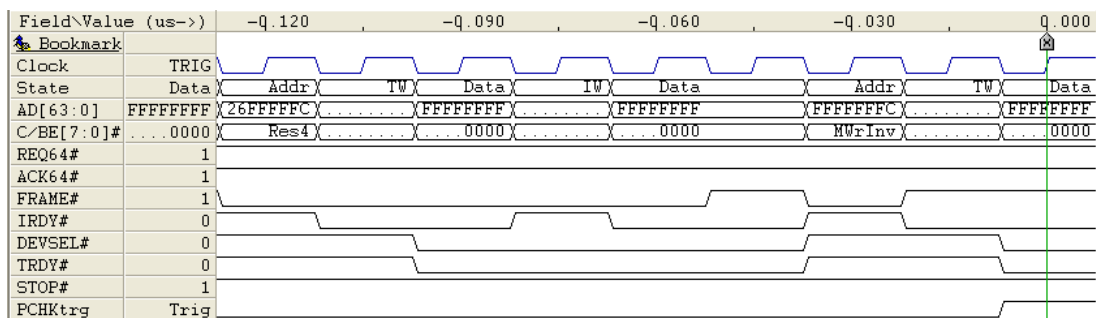 Field\Value (us->) -0.120 -0.090 -0.060 -0.030 0.000
Bookmark
Clock TRIG
State Data Addr TW Data IW Data Addr TW Data
AD[63:0] FFFFFFFF 26FFFFFC ........ FFFFFFFF ........ FFFFFFFF FFFFFFFC ........ FFFFFFFF
C/BE[7:0]# ....0000 Res4 ........ ....0000 ........ ....0000 MWrInv ........ ....0000
REQ64# 1
ACK64# 1
FRAME# 1
IRDY# 0
DEVSEL# 0
TRDY# 0
STOP# 1
PCHKtrg Trig